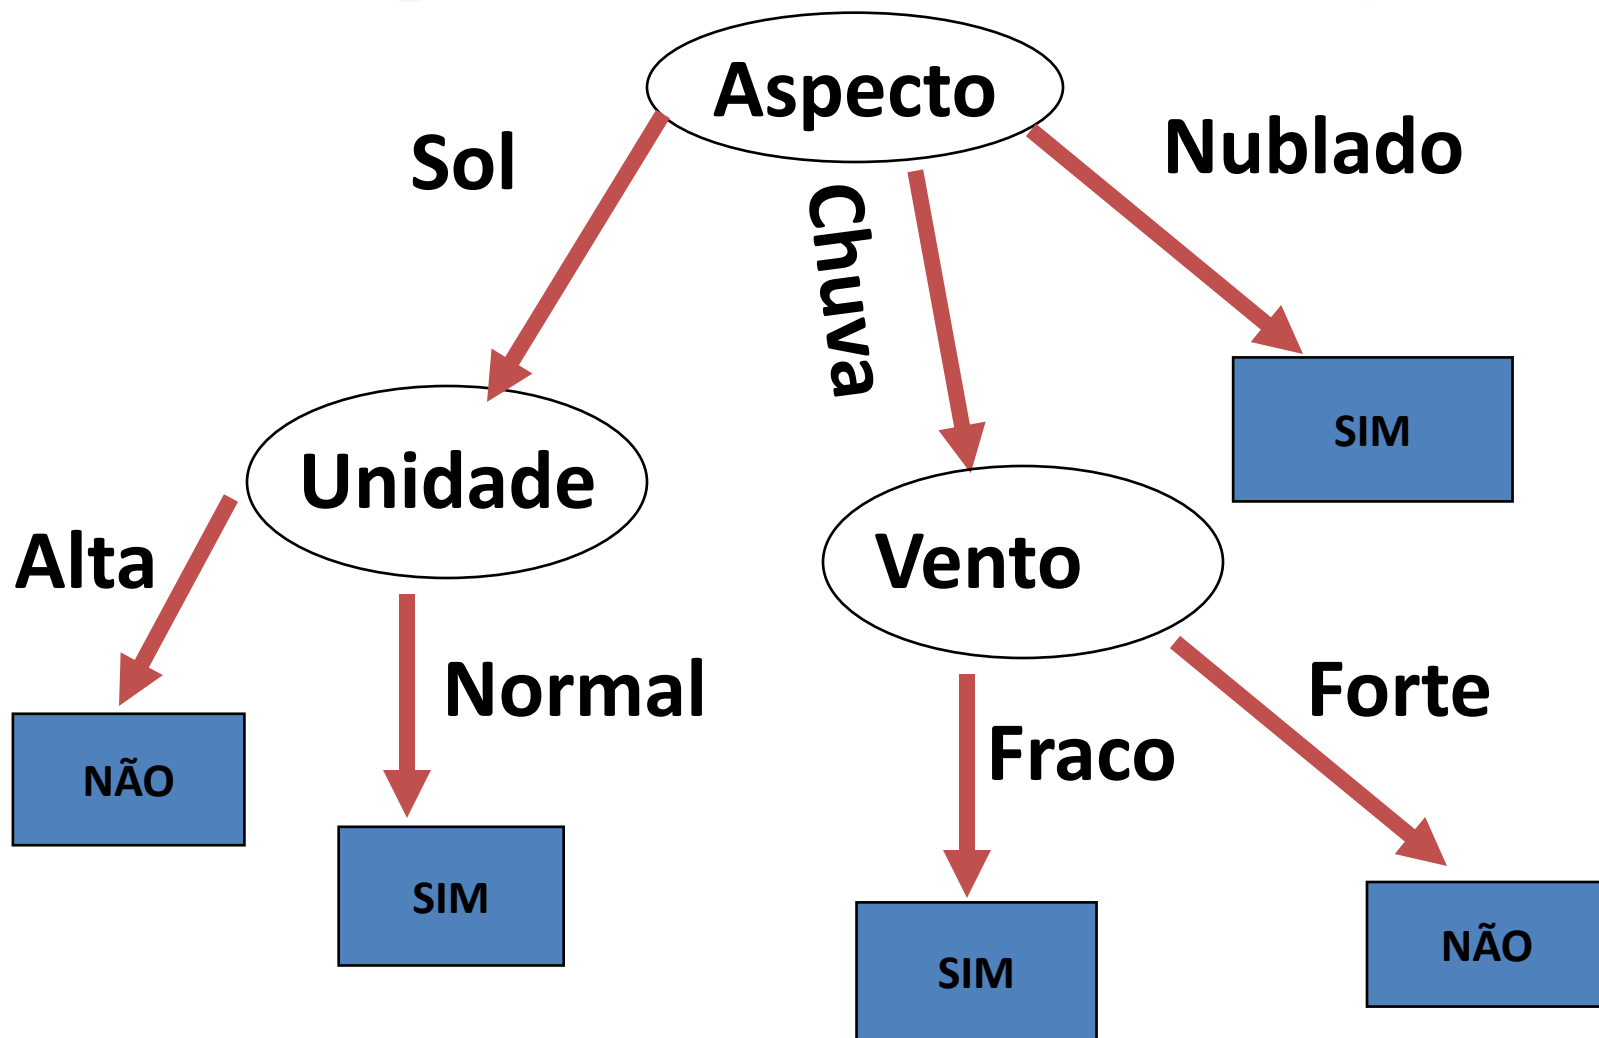 Aspecto
Sol
Nublado
Chuva
SIM
Unidade
Vento
Alta
Normal
Forte
Fraco
NÃO
SIM
SIM
NÃO